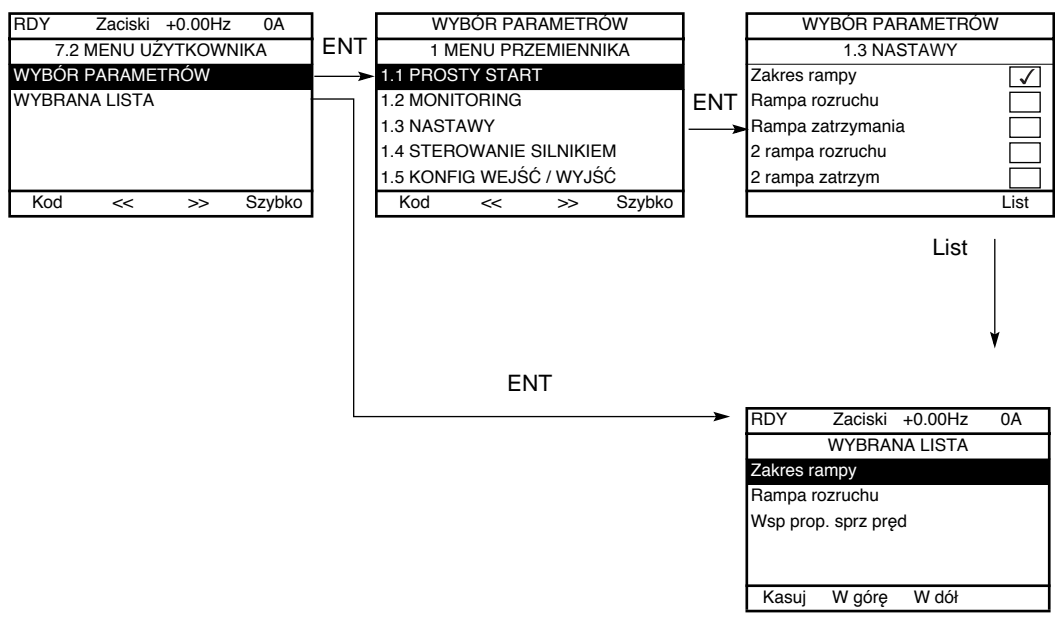 RDY Zaciski +0.00Hz 0A
7.2 MENU UŻYTKOWNIKA
WYBÓR PARAMETRÓW
WYBRANA LISTA
Kod << >> Szybko
ENT
WYBÓR PARAMETRÓW
1 MENU PRZEMIENNIKA
1.1 PROSTY START
1.2 MONITORING
1.3 NASTAWY
1.4 STEROWANIE SILNIKIEM
1.5 KONFIG WEJŚĆ / WYJŚĆ
Kod << >> Szybko
ENT
WYBÓR PARAMETRÓW
1.3 NASTAWY
Zakres rampy
Rampa rozruchu
Rampa zatrzymania
2 rampa rozruchu
2 rampa zatrzym
List
List
ENT
RDY Zaciski +0.00Hz 0A
WYBRANA LISTA
Zakres rampy
Rampa rozruchu
Wsp prop. sprz pręd
Kasuj W górę W dół